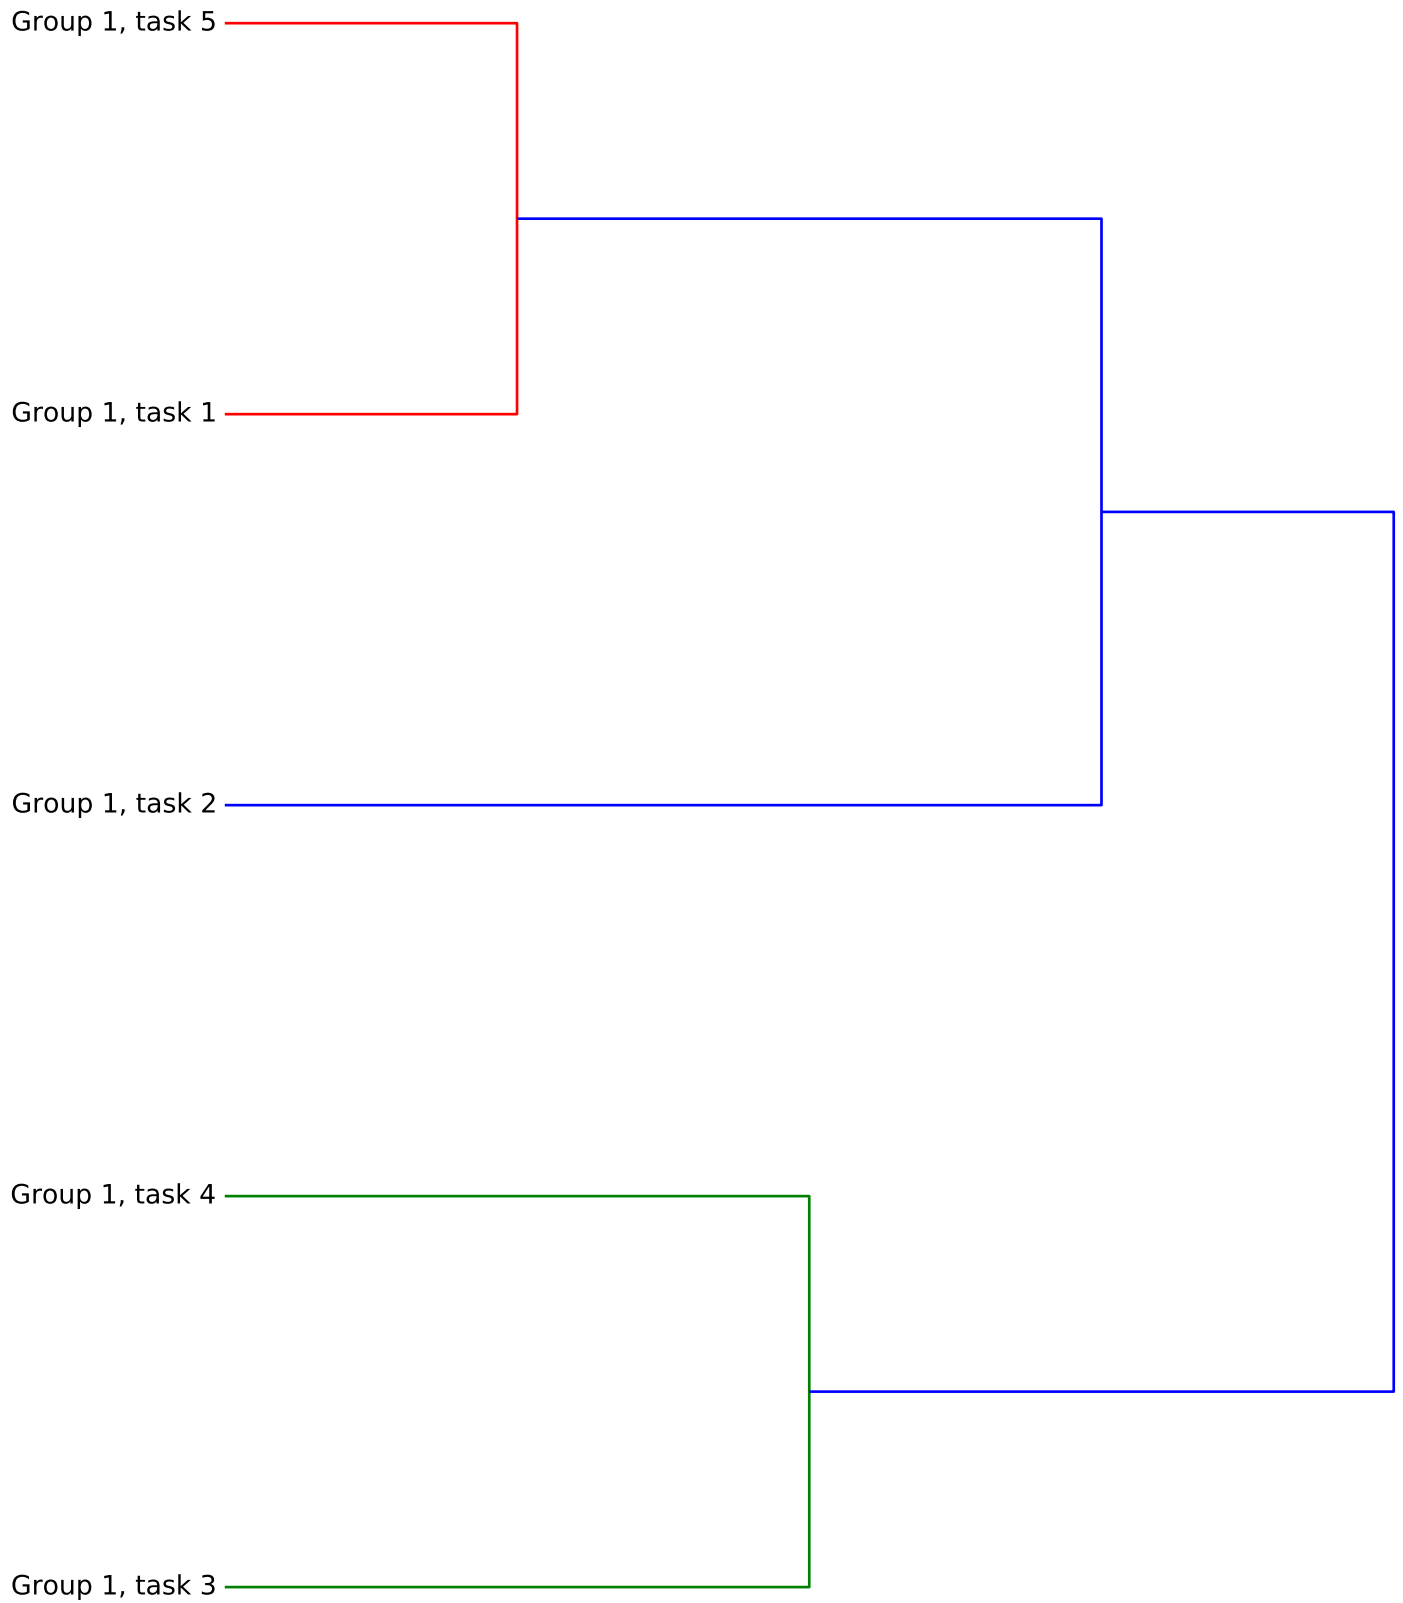 Group 1, task 5
Group 1, task 1
Group 1, task 2
Group 1, task 4
Group 1, task 3